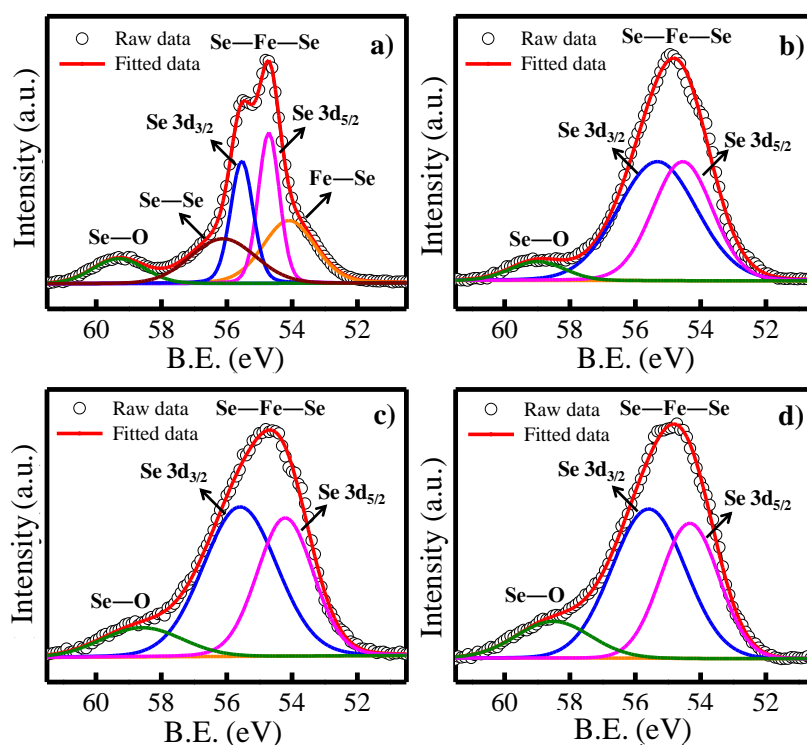 Raw data
Fitted data
Se—Fe—Se
a)
Se 3d3/2
Se 3d5/2
Se—Se
Fe—Se
Se—O
Intensity (a.u.)
60 58 56 54 52
B.E. (eV)
Raw data
Fitted data
Se—Fe—Se
b)
Se 3d3/2
Se 3d5/2
Se—O
Intensity (a.u.)
60 58 56 54 52
B.E. (eV)
Raw data
Fitted data
Se—Fe—Se
c)
Se 3d3/2
Se 3d5/2
Se—O
Intensity (a.u.)
60 58 56 54 52
B.E. (eV)
Raw data
Fitted data
Se—Fe—Se
d)
Se 3d3/2
Se 3d5/2
Se—O
Intensity (a.u.)
60 58 56 54 52
B.E. (eV)